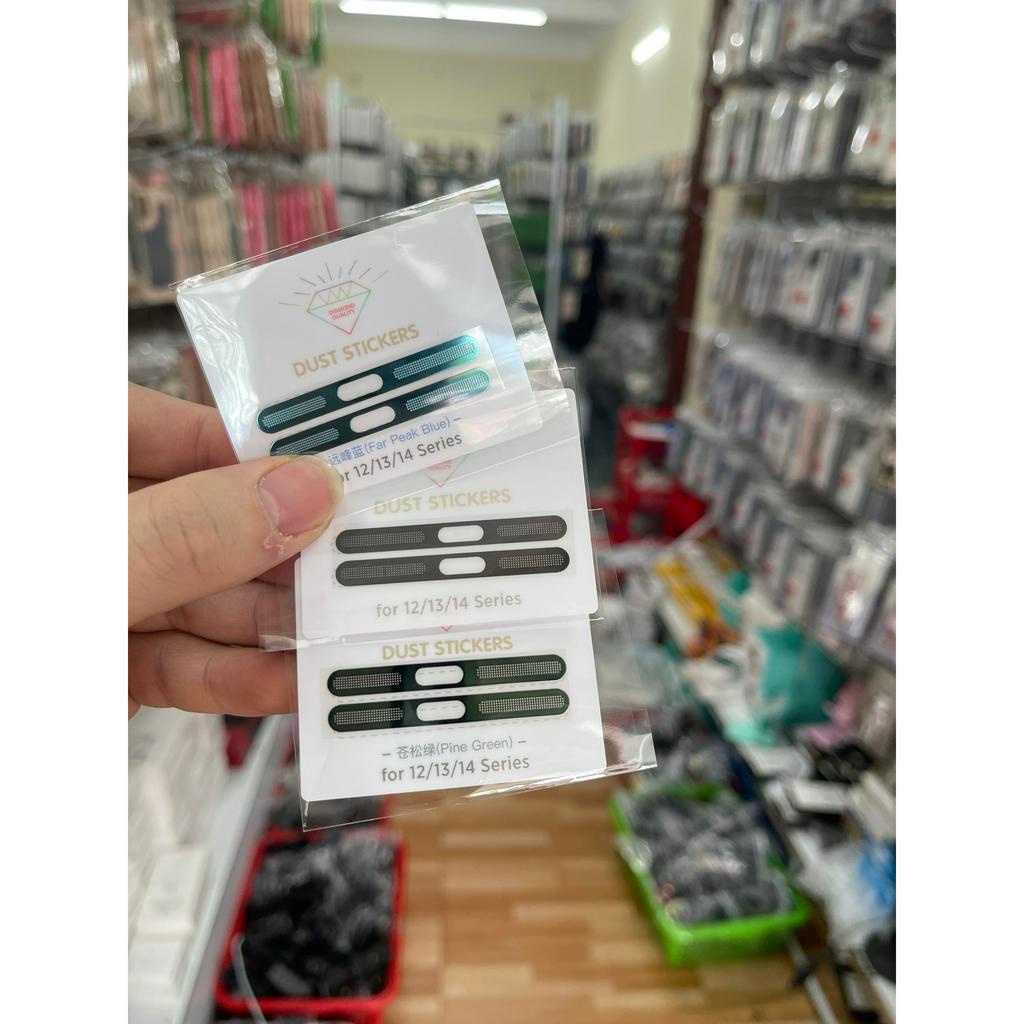 DIAMOND
QUALITY
DUST STICKERS
远峰蓝(Far Peak Blue) –
for 12/13/14 Series
QUALITY
DUST STICKERS
for 12/13/14 Series
DUST STICKERS
– 苍松绿(Pine Green) –
for 12/13/14 Series